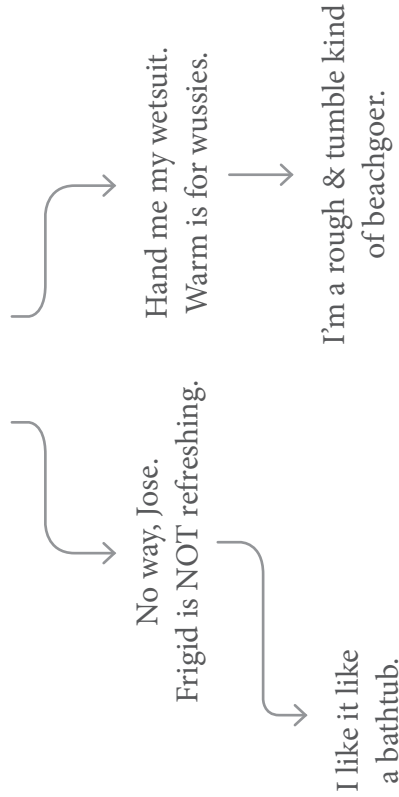 Hand me my wetsuit.
Warm is for wussies.
I'm a rough & tumble kind
of beachgoer.
No way, Jose.
Frigid is NOT refreshing.
I like it like
a bathtub.